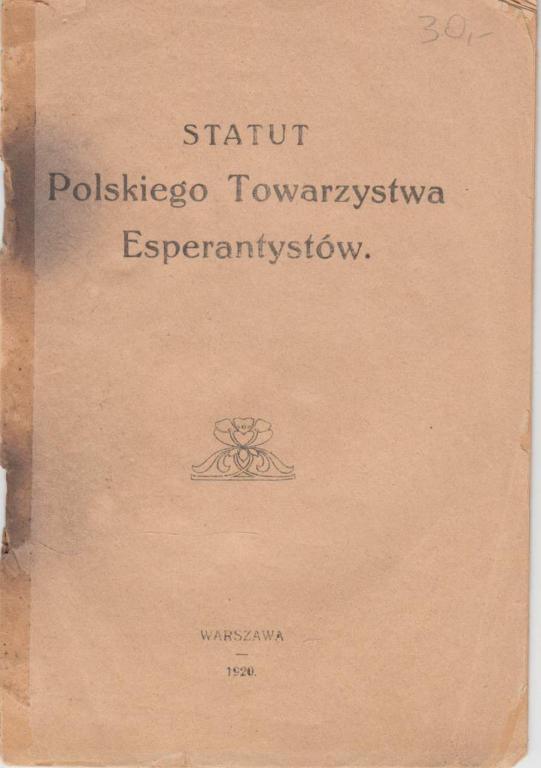 30,-
STATUT
Polskiego Towarzystwa
Esperantystów.
WARSZAWA
—
1920.